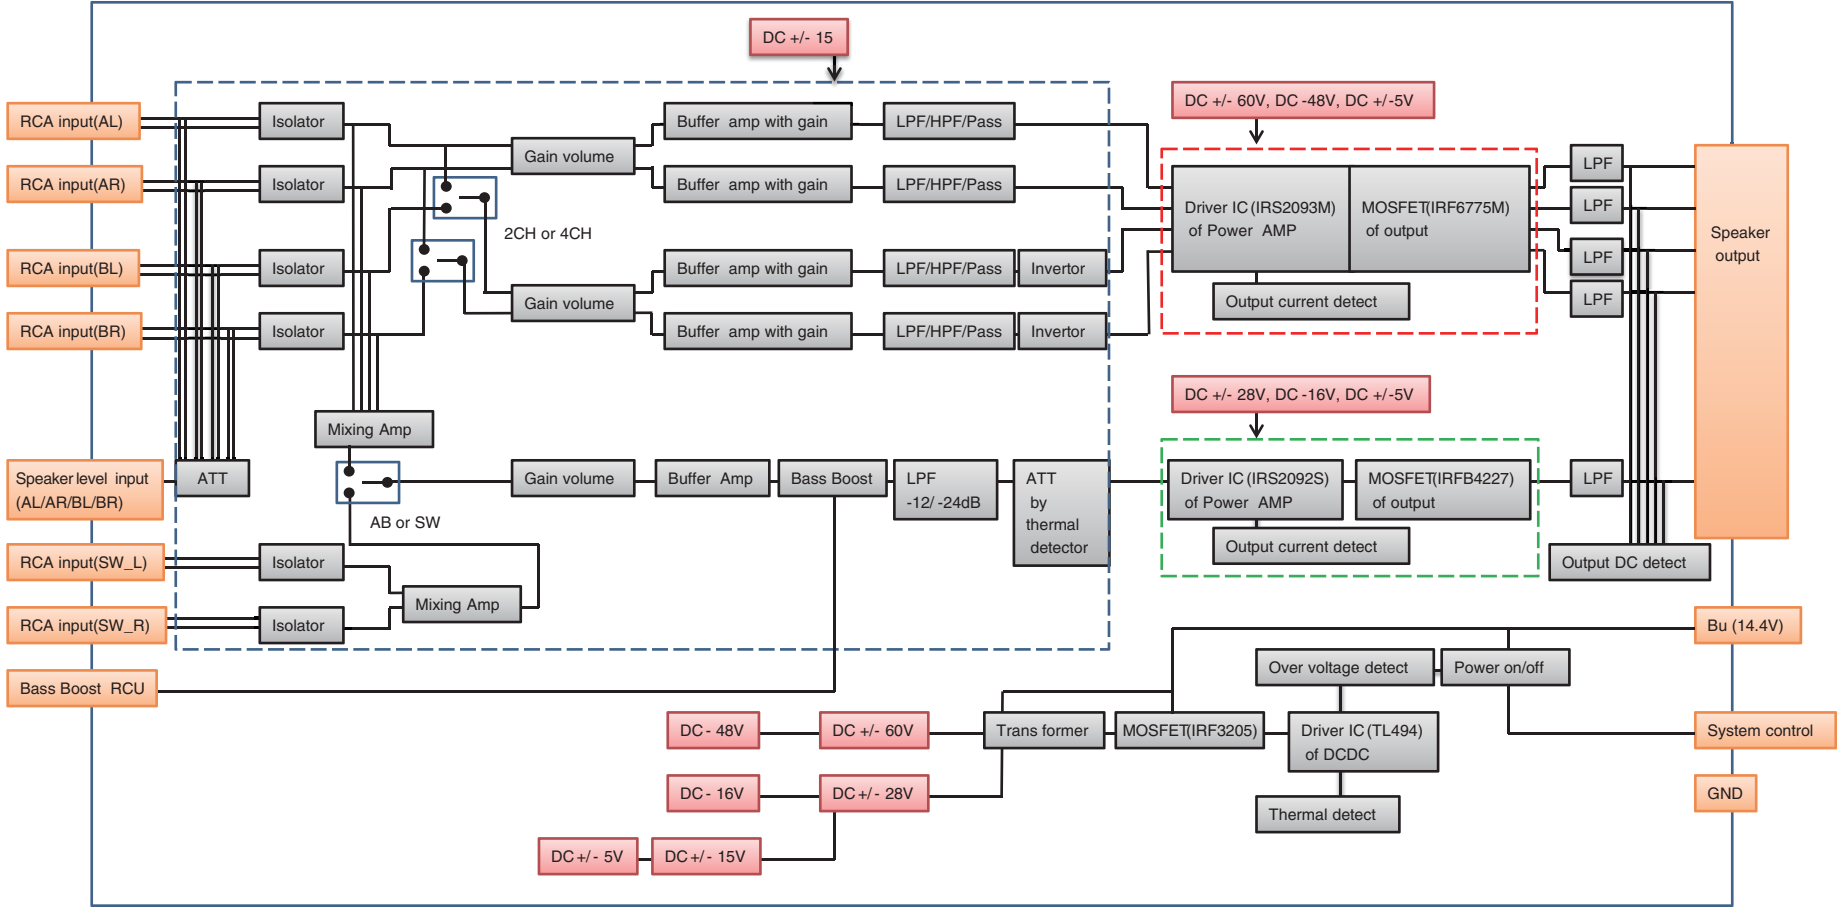 DC +/- 15
DC +/- 60V, DC -48V, DC +/-5V
RCA input(AL)
Isolator
Gain volume
Buffer amp with gain
LPF/HPF/Pass
LPF
RCA input(AR)
Isolator
Buffer amp with gain
LPF/HPF/Pass
Driver IC (IRS2093M)
of Power AMP
MOSFET(IRF6775M)
of output
LPF
Speaker
output
2CH or 4CH
RCA input(BL)
Isolator
Gain volume
Buffer amp with gain
LPF/HPF/Pass
Invertor
LPF
Output current detect
LPF
RCA input(BR)
Isolator
Buffer amp with gain
LPF/HPF/Pass
Invertor
DC +/- 28V, DC -16V, DC +/-5V
Mixing Amp
Speaker level input
(AL/AR/BL/BR)
ATT
AB or SW
Gain volume
Buffer Amp
Bass Boost
LPF
-12/ -24dB
ATT
by
thermal
detector
Driver IC (IRS2092S)
of Power AMP
MOSFET(IRFB4227)
of output
LPF
Output current detect
Output DC detect
RCA input(SW_L)
Isolator
Mixing Amp
RCA input(SW_R)
Isolator
Bu (14.4V)
Over voltage detect
Power on/off
Bass Boost RCU
DC - 48V
DC +/- 60V
Trans former
MOSFET(IRF3205)
Driver IC (TL494)
of DCDC
System control
DC - 16V
DC +/- 28V
Thermal detect
GND
DC +/- 5V
DC +/- 15V